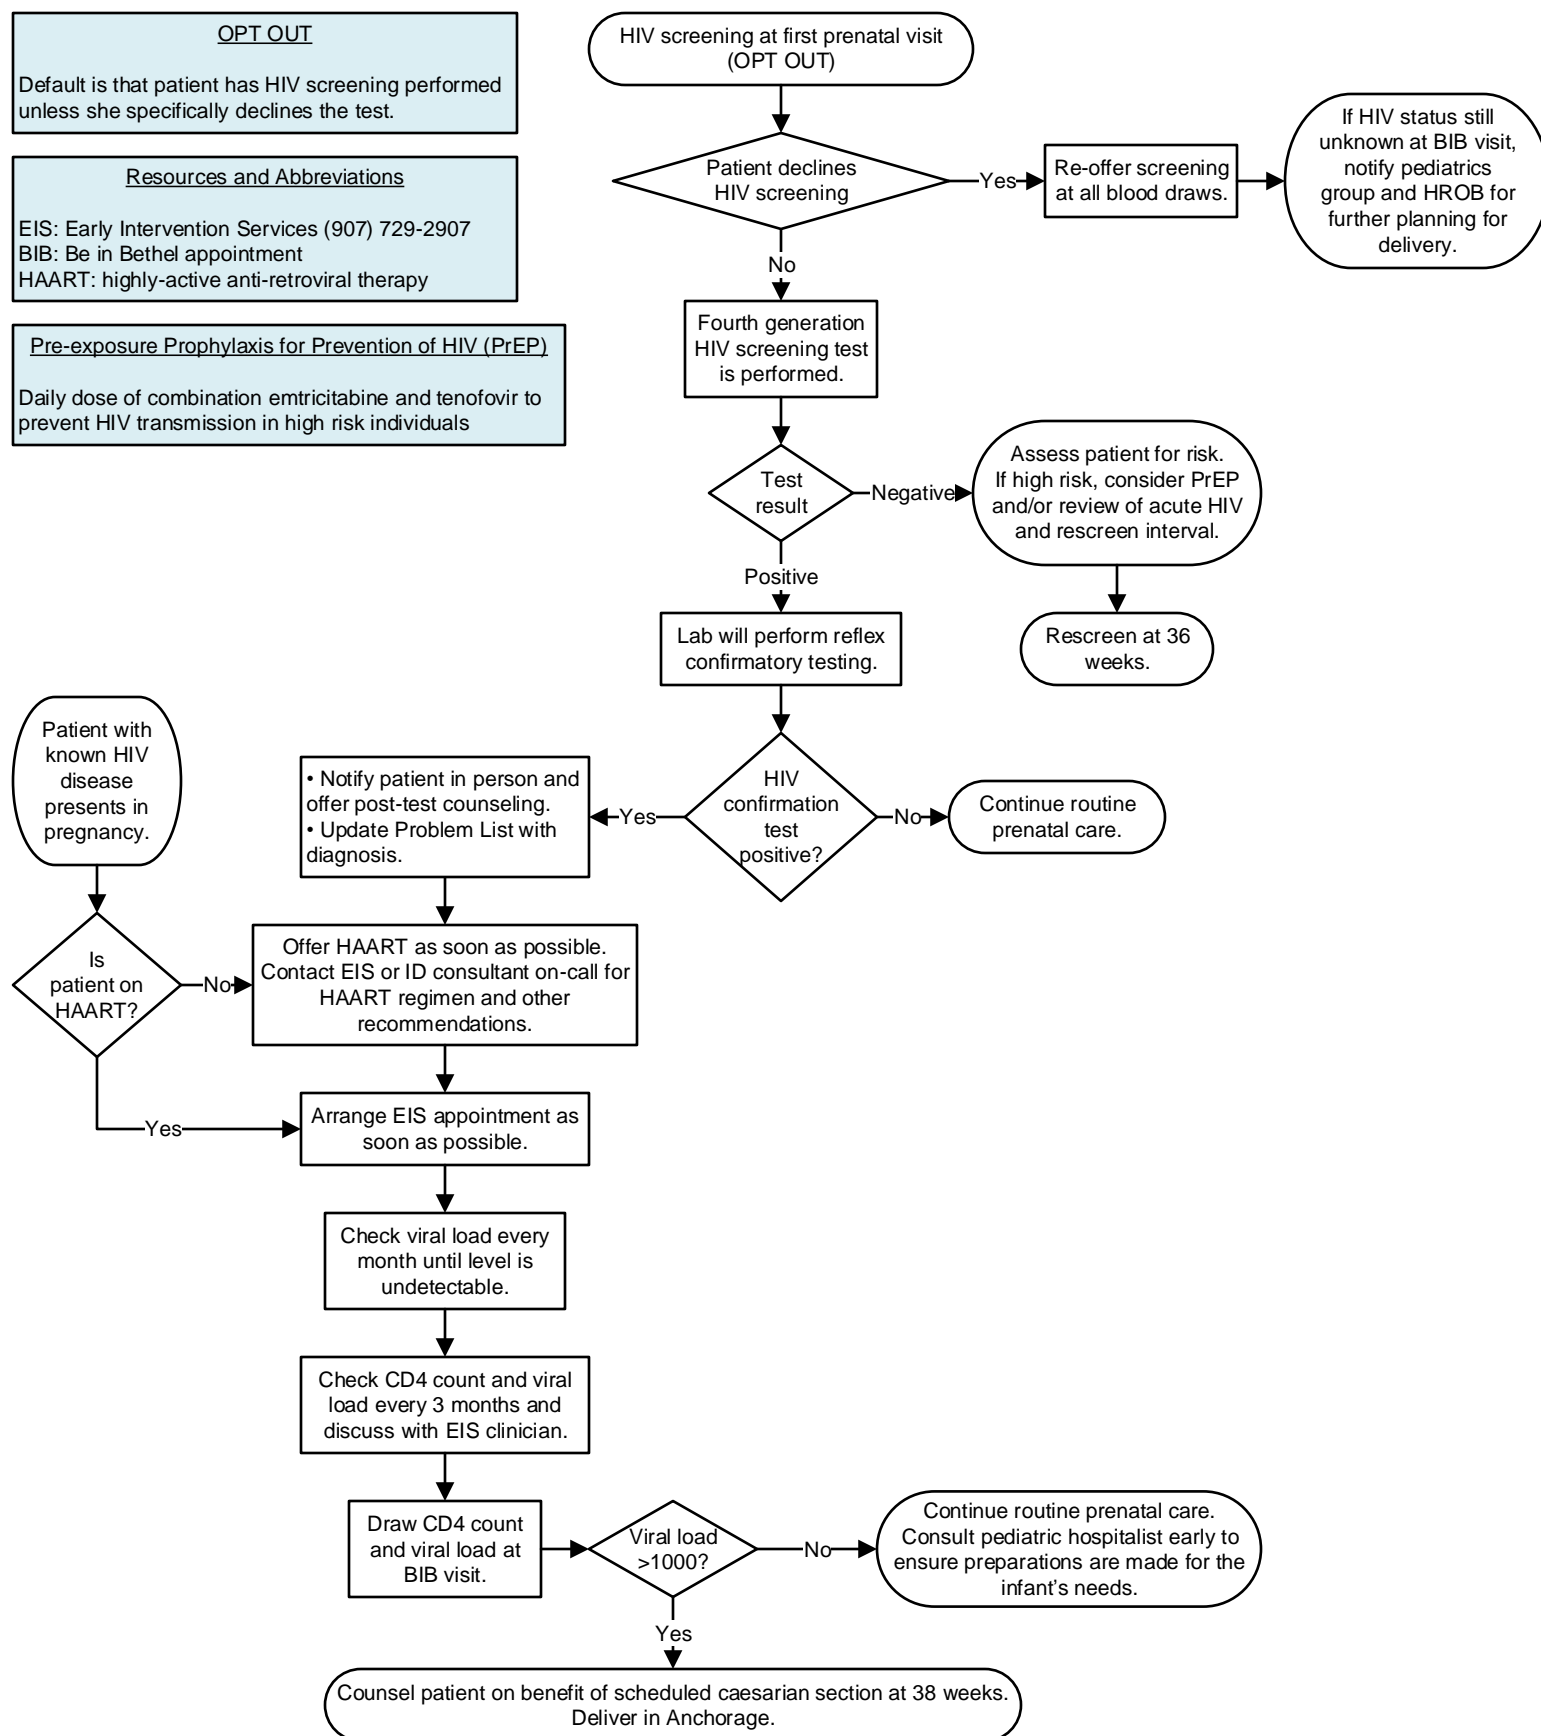 OPT OUT
Default is that patient has HIV screening performed
unless she specifically declines the test.
Resources and Abbreviations
EIS: Early Intervention Services (907) 729-2907
BIB: Be in Bethel appointment
HAART: highly-active anti-retroviral therapy
Pre-exposure Prophylaxis for Prevention of HIV (PrEP)
Daily dose of combination emtricitabine and tenofovir to
prevent HIV transmission in high risk individuals
HIV screening at first prenatal visit
(OPT OUT)
Patient declines
HIV screening
Yes
Re-offer screening
at all blood draws.
If HIV status still
unknown at BIB visit,
notify pediatrics
group and HROB for
further planning for
delivery.
No
Fourth generation
HIV screening test
is performed.
Test
result
Negative
Assess patient for risk.
If high risk, consider PrEP
and/or review of acute HIV
and rescreen interval.
Rescreen at 36
weeks.
Positive
Lab will perform reflex
confirmatory testing.
HIV
confirmation
test
positive?
No
Continue routine
prenatal care.
Yes
• Notify patient in person and
offer post-test counseling.
• Update Problem List with
diagnosis.
Patient with
known HIV
disease
presents in
pregnancy.
Is
patient on
HAART?
No
Offer HAART as soon as possible.
Contact EIS or ID consultant on-call for
HAART regimen and other
recommendations.
Yes
Arrange EIS appointment as
soon as possible.
Check viral load every
month until level is
undetectable.
Check CD4 count and viral
load every 3 months and
discuss with EIS clinician.
Draw CD4 count
and viral load at
BIB visit.
Viral load
>1000?
No
Continue routine prenatal care.
Consult pediatric hospitalist early to
ensure preparations are made for the
infant's needs.
Yes
Counsel patient on benefit of scheduled caesarian section at 38 weeks.
Deliver in Anchorage.